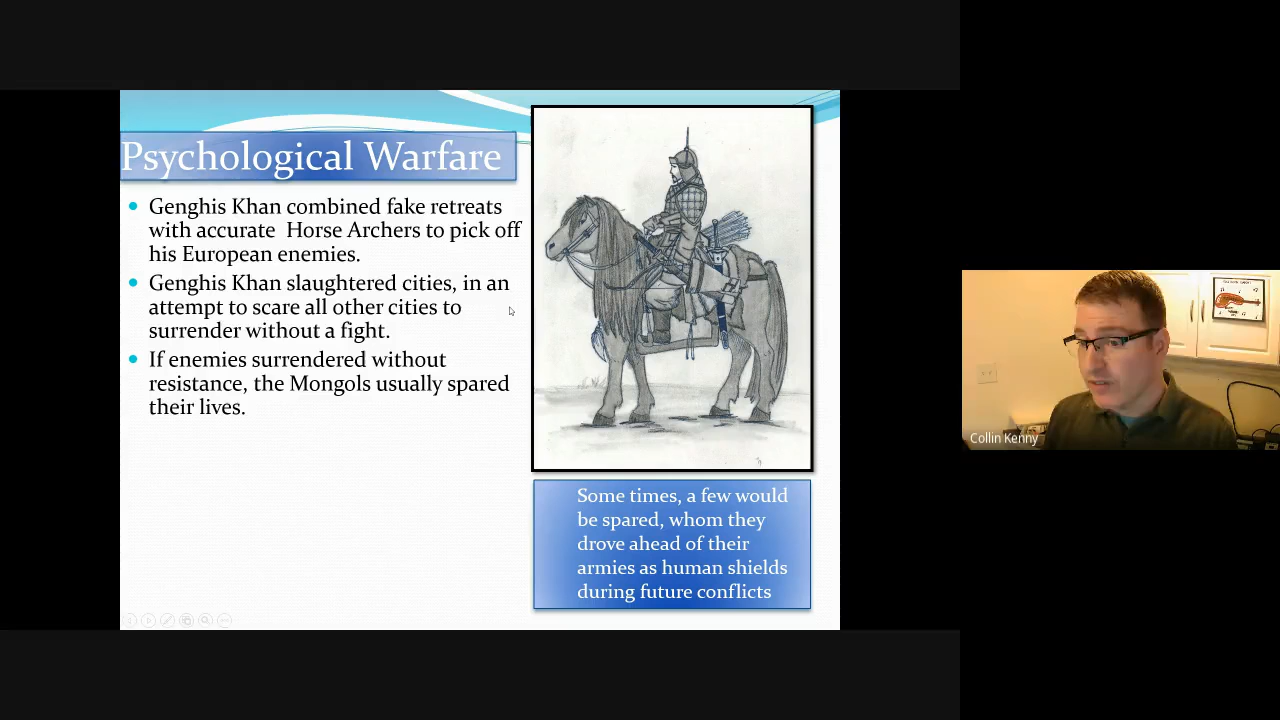 Psychological Warfare
Genghis Khan combined fake retreats
with accurate Horse Archers to pick off
his European enemies.
Genghis Khan slaughtered cities, in an
attempt to scare all other cities to
surrender without a fight.
If enemies surrendered without
resistance, the Mongols usually spared
their lives.
Some times, a few would
be spared, whom they
drove ahead of their
armies as human shields
during future conflicts
Collin Kenny